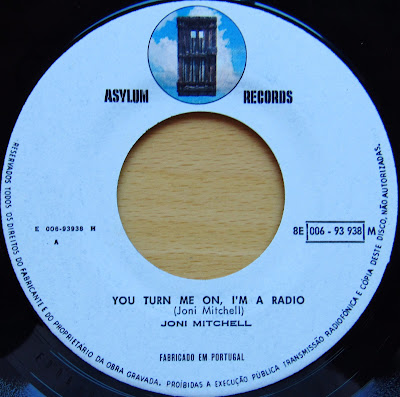 ASYLUM RECORDS
E 006-93938 M
A
8E 006-93 938 M
YOU TURN ME ON, I'M A RADIO
(Joni Mitchell)
JONI MITCHELL
FABRICADO EM PORTUGAL
RESERVADOS TODOS OS DIREITOS DO FABRICANTE E DO PROPRIETÁRIO DA OBRA GRAVADA. PROÍBIDAS A EXECUÇÃO PÚBLICA TRANSMISSÃO RADIOFÓNICA E CÓPIA DESTE DISCO, NÃO AUTORIZADAS.